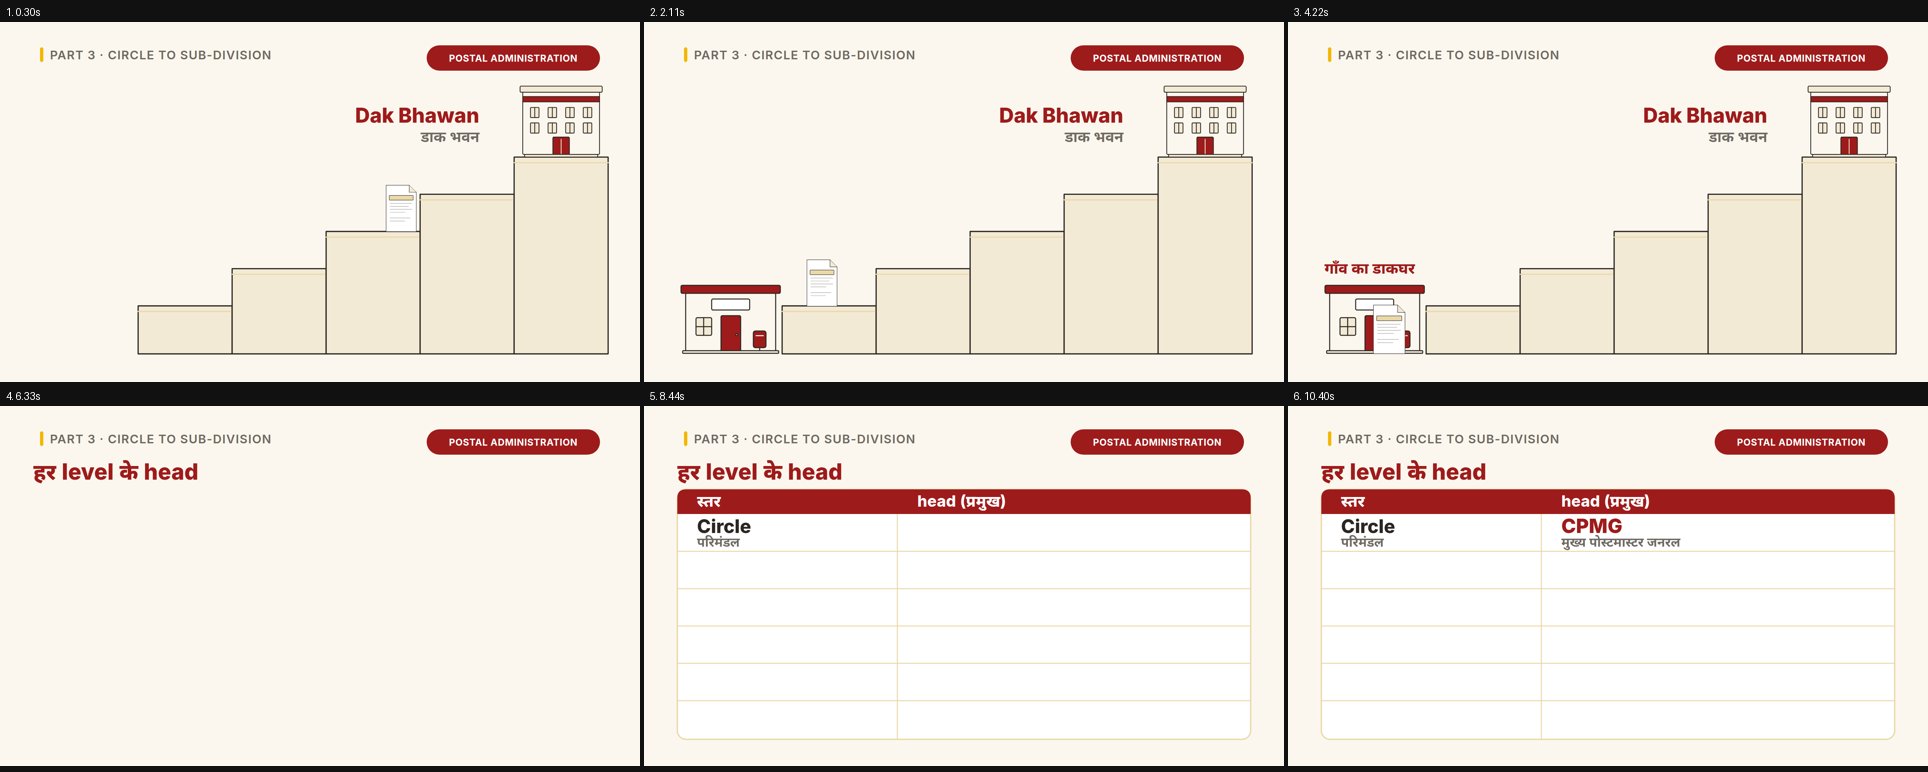 1. 0.30s
PART 3 · CIRCLE TO SUB-DIVISION
POSTAL ADMINISTRATION
Dak Bhawan
डाक भवन
2. 2.11s
PART 3 · CIRCLE TO SUB-DIVISION
POSTAL ADMINISTRATION
Dak Bhawan
डाक भवन
3. 4.22s
PART 3 · CIRCLE TO SUB-DIVISION
POSTAL ADMINISTRATION
Dak Bhawan
डाक भवन
गाँव का डाकघर
4. 6.33s
PART 3 · CIRCLE TO SUB-DIVISION
POSTAL ADMINISTRATION
हर level के head
5. 8.44s
PART 3 · CIRCLE TO SUB-DIVISION
POSTAL ADMINISTRATION
हर level के head
स्तर head (प्रमुख)
Circle
परिमंडल
6. 10.40s
PART 3 · CIRCLE TO SUB-DIVISION
POSTAL ADMINISTRATION
हर level के head
स्तर head (प्रमुख)
Circle CPMG
परिमंडल मुख्य पोस्टमास्टर जनरल